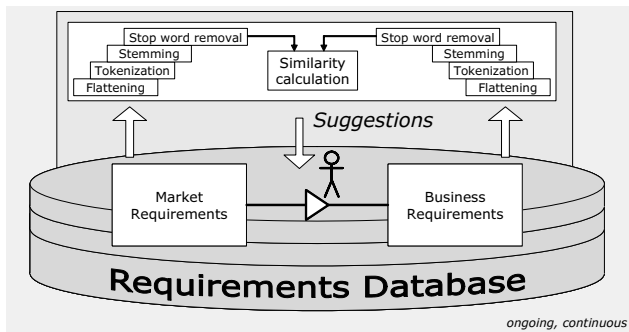 Stop word removal
Stemming
Tokenization
Flattening
Similarity
calculation
Stop word removal
Stemming
Tokenization
Flattening
Suggestions
Market
Requirements
Business
Requirements
Requirements Database
ongoing, continuous